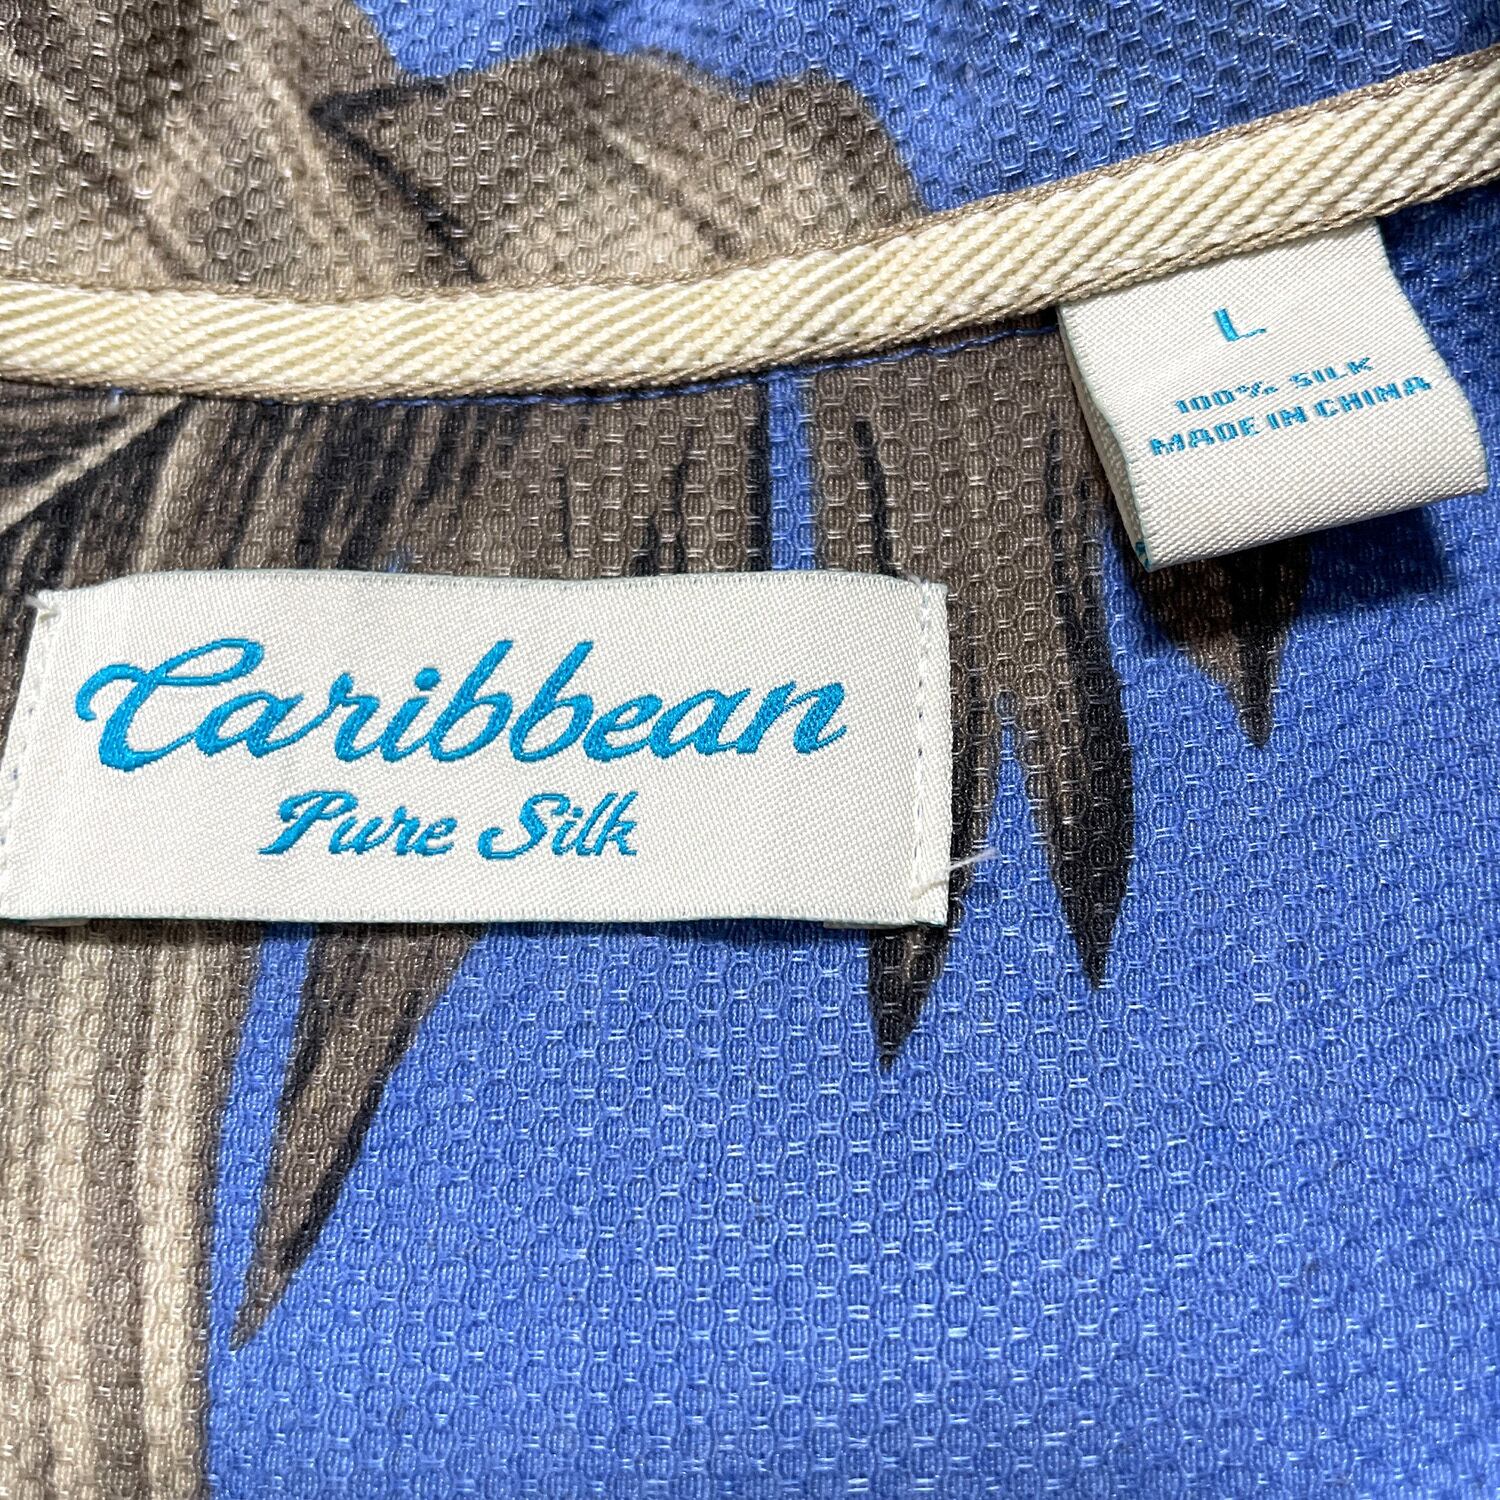 L
100% SILK
MADE IN CHINA
Caribbean
Pure Silk